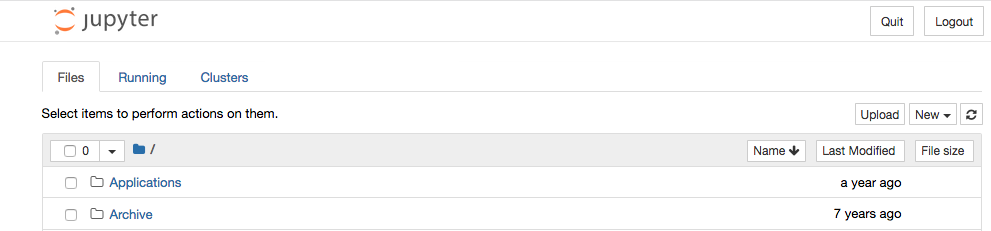 jupyter Quit Logout
Files Running Clusters
Select items to perform actions on them. Upload New
0 / Name Last Modified File size
Applications a year ago
Archive 7 years ago